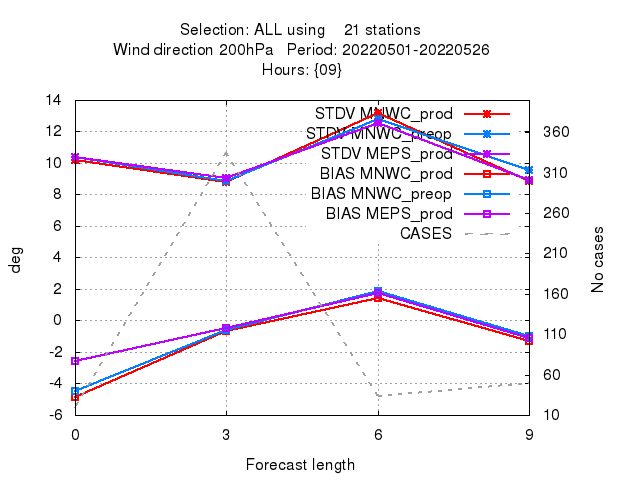 Selection: ALL using 21 stations
Wind direction 200hPa Period: 20220501-20220526
Hours: {09}
14
12
10
8
6
4
2
0
-2
-4
-6
deg
STDV MNWC_prod
STDV MNWC_preop
STDV MEPS_prod
BIAS MNWC_prod
BIAS MNWC_preop
BIAS MEPS_prod
CASES
360
310
260
210
160
110
60
10
No cases
0 3 6 9
Forecast length